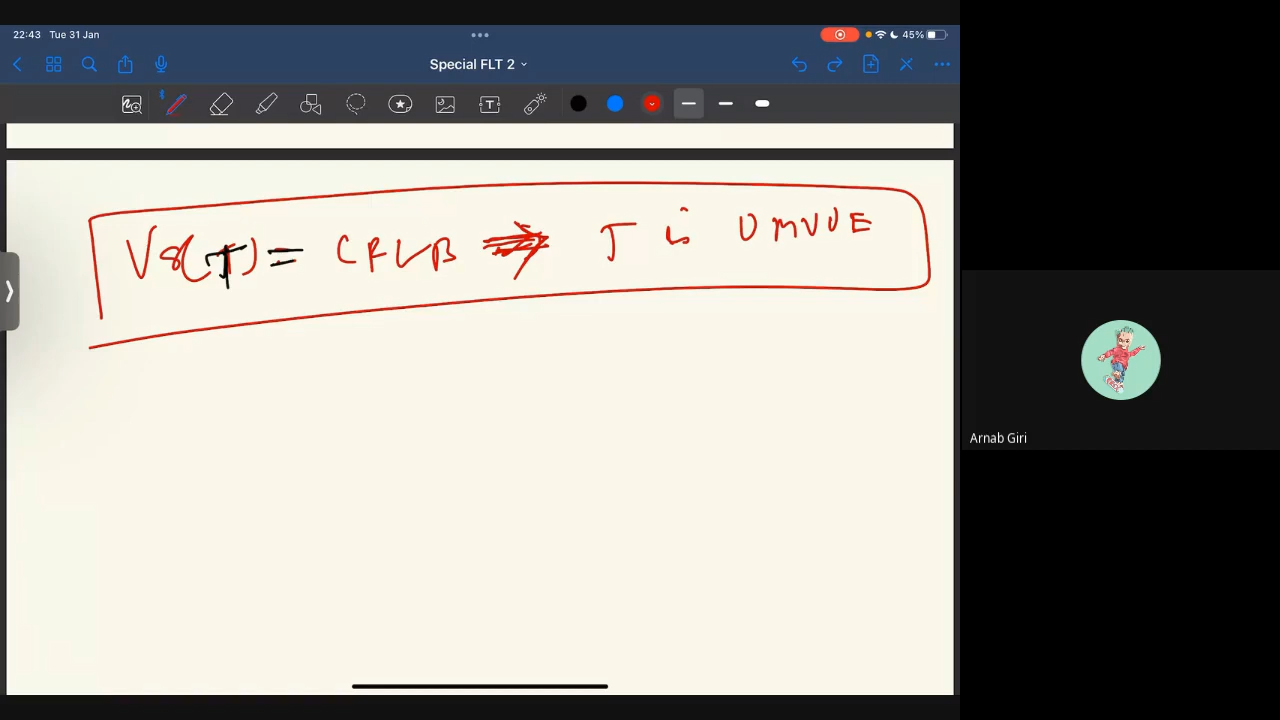 22:43 Tue 31 Jan
45%
Special FLT 2
T
Var(T) = CRLB ⇒ T is UMVUE
Arnab Giri